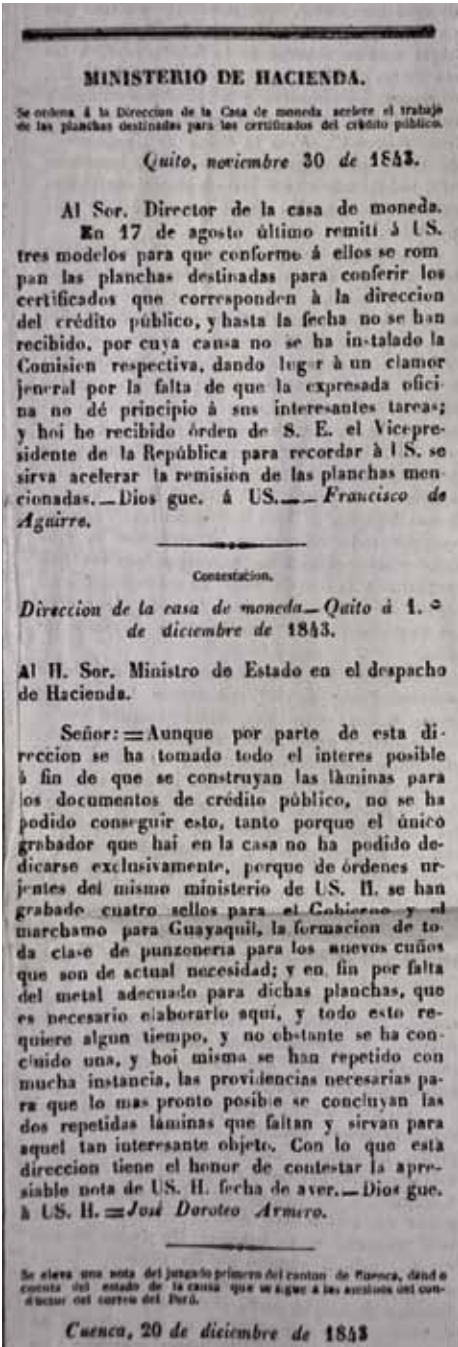 MINISTERIO DE HACIENDA.
Se ordena á la Direccion de la Casa de moneda acelere el trabajo
de las planchas destinadas para los certificados del crédito público.
Quito, noviembre 30 de 1843.
Al Sor. Director de la casa de moneda.
En 17 de agosto último remití á US.
tres modelos para que conforme á ellos se rom
pan las planchas destinadas para conferir los
certificados que corresponden à la direccion
del crédito público, y hasta la fecha no se han
recibido, por cuya causa no se ha instalado la
Comision respectiva, dando lugar à un clamor
jeneral por la falta de que la expresada ofici
na no dé principio á sus interesantes tareas;
y hoi he recibido órden de S. E. el Vicepre-
sidente de la República para recordar à US. se
sirva acelerar la remision de las planchas men-
cionadas.—Dios gue. á US.—— Francisco de
Aguirre.
Contestacion.
Direccion de la casa de moneda—Quito á 1.º
de diciembre de 1843.
Al H. Sor. Ministro de Estado en el despacho
de Hacienda.
Señor:=Aunque por parte de esta di-
reccion se ha tomado todo el interes posible
à fin de que se construyan las làminas para
los documentos de crédito público, no se ha
podido conseguir esto, tanto porque el único
grabador que hai en la casa no ha podido de-
dicarse exclusivamente, porque de órdenes ur-
jentes del mismo ministerio de US. H. se han
grabado cuatro sellos para el Gobierno y el
marchamo para Guayaquil, la formacion de to-
da clase de punzoneria para los nuevos cuños
que son de actual necesidad; y en fin por falta
del metal adecuado para dichas planchas, que
es necesario elaborarlo aquí, y todo esto re-
quiere algun tiempo, y no obstante se ha con-
cluido una, y hoi misma se han repetido con
mucha instancia, las providencias necesarias pa-
ra que lo mas pronto posible se concluyan las
dos repetidas láminas que faltan y sirvan para
aquel tan interesante objeto. Con lo que esta
direccion tiene el honor de contestar la apre-
siable nota de US. H. fecha de ayer.—Dios gue.
à US. H.=José Doroteo Armero.
Se eleva una nota del juzgado primero del canton de Cuenca, dando
cuenta del estado de la causa que se sigue á los asesinos del con-
ductor del correo del Perú.
Cuenca, 20 de diciembre de 1843